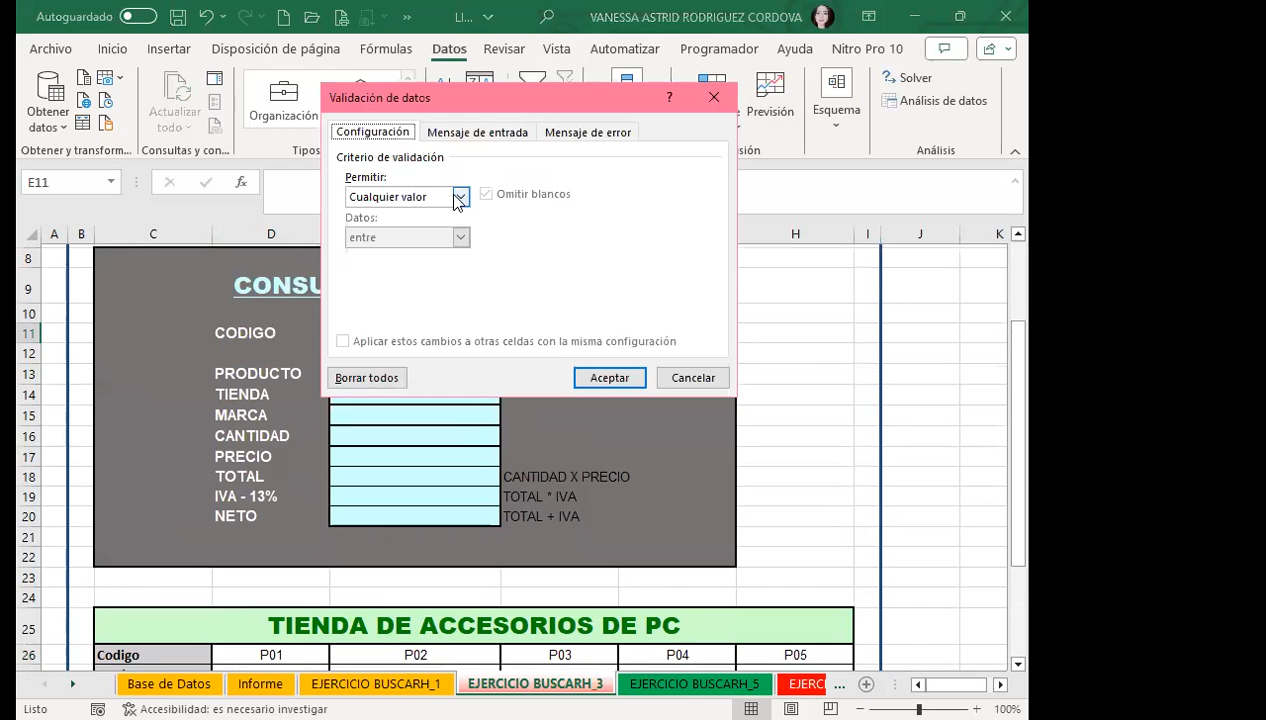 Autoguardado
LI...
VANESSA ASTRID RODRIGUEZ CORDOVA
Archivo Inicio Insertar Disposición de página Fórmulas Datos Revisar Vista Automatizar Programador Ayuda Nitro Pro 10
Obtener datos
Actualizar todo
Organización
Previsión
Esquema
Solver
Análisis de datos
Obtener y transform...
Consultas y con...
Análisis
E11
fx
Validación de datos
?
Configuración Mensaje de entrada Mensaje de error
Criterio de validación
Permitir:
Cualquier valor
Omitir blancos
Datos:
entre
Aplicar estos cambios a otras celdas con la misma configuración
Borrar todos Aceptar Cancelar
A B C D H I J K
8
9
10
11 CODIGO
12
13 PRODUCTO
14 TIENDA
15 MARCA
16 CANTIDAD
17 PRECIO
18 TOTAL CANTIDAD X PRECIO
19 IVA - 13% TOTAL * IVA
20 NETO TOTAL + IVA
21
22
23
24
25 TIENDA DE ACCESORIOS DE PC
26 Codigo P01 P02 P03 P04 P05
Base de Datos Informe EJERCICIO BUSCARH_1 EJERCICIO BUSCARH_3 EJERCICIO BUSCARH_5 EJERC ...
Listo Accesibilidad: es necesario investigar 100%